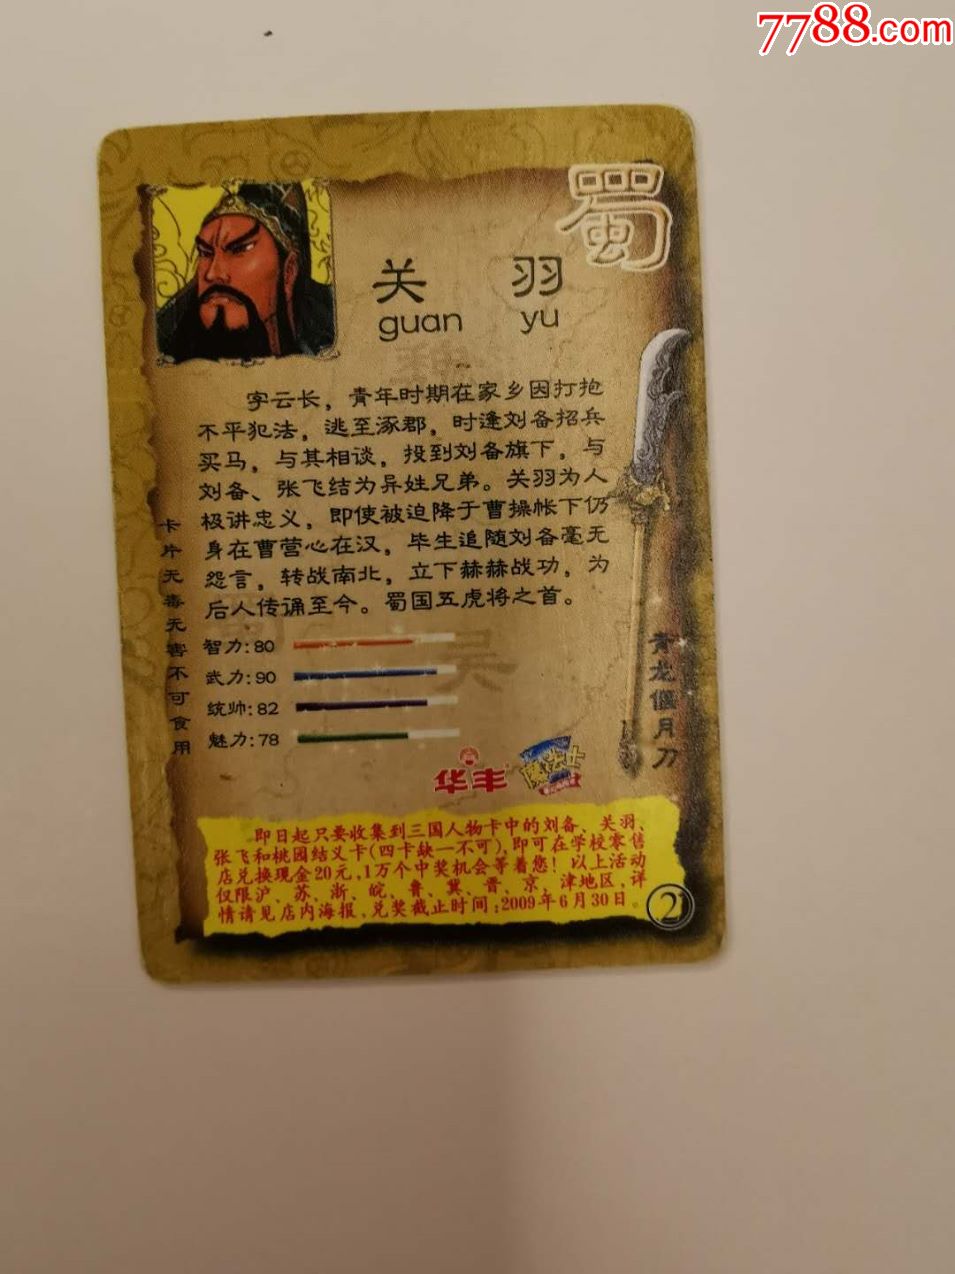 7788.com
蜀
关 羽
guan yu
字云长，青年时期在家乡因打抱
不平犯法，逃至涿郡，时逢刘备招兵
买马，与其相谈，投到刘备旗下，与
刘备、张飞结为异姓兄弟。关羽为人
极讲忠义，即使被迫降于曹操帐下仍
身在曹营心在汉，毕生追随刘备毫无
怨言，转战南北，立下赫赫战功，为
后人传诵至今。蜀国五虎将之首。
卡片无毒无害不可食用
智力:80
武力:90
统帅:82
魅力:78
青龙偃月刀
华丰
魔法士
即日起只要收集到三国人物卡中的刘备、关羽、
张飞和桃园结义卡(四卡缺一不可),即可在学校零售
店兑换现金20元,1万个中奖机会等着您！以上活动
仅限沪、苏、浙、皖、鲁、冀、晋、京、津地区,详
情请见店内海报,兑奖截止时间:2009年6月30日。
2